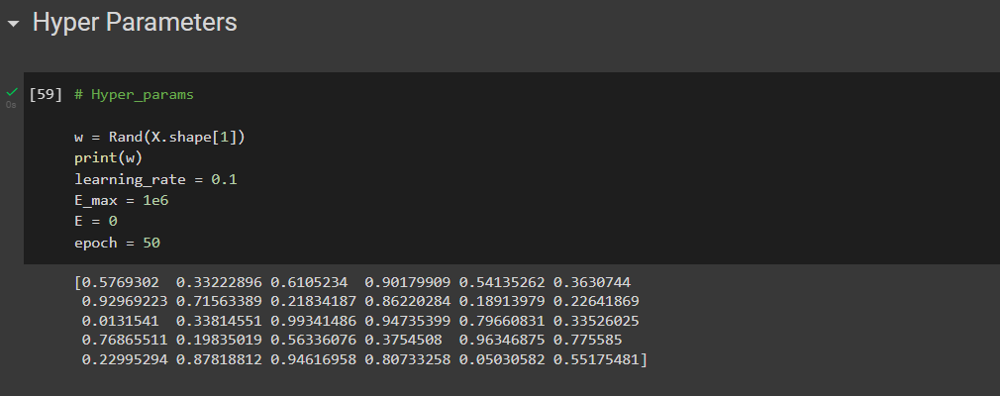 Hyper Parameters
[59] # Hyper_params
0s
w = Rand(X.shape[1])
print(w)
learning_rate = 0.1
E_max = 1e6
E = 0
epoch = 50
[0.5769302  0.33222896 0.6105234  0.90179909 0.54135262 0.3630744
 0.92969223 0.71563389 0.21834187 0.86220284 0.18913979 0.22641869
 0.0131541  0.33814551 0.99341486 0.94735399 0.79660831 0.33526025
 0.76865511 0.19835019 0.56336076 0.3754508  0.96346875 0.775585
 0.22995294 0.87818812 0.94616958 0.80733258 0.05030582 0.55175481]